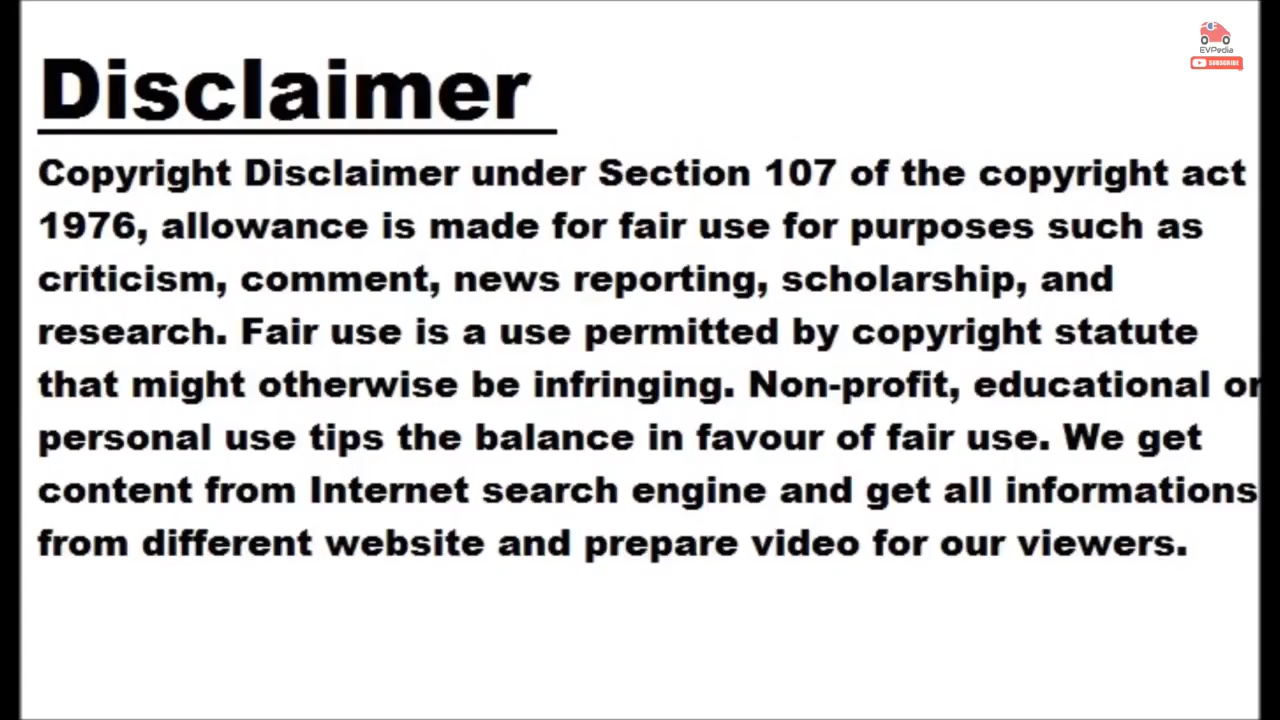 EVPedia
SUBSCRIBE
Disclaimer
Copyright Disclaimer under Section 107 of the copyright act
1976, allowance is made for fair use for purposes such as
criticism, comment, news reporting, scholarship, and
research. Fair use is a use permitted by copyright statute
that might otherwise be infringing. Non-profit, educational or
personal use tips the balance in favour of fair use. We get
content from Internet search engine and get all informations
from different website and prepare video for our viewers.